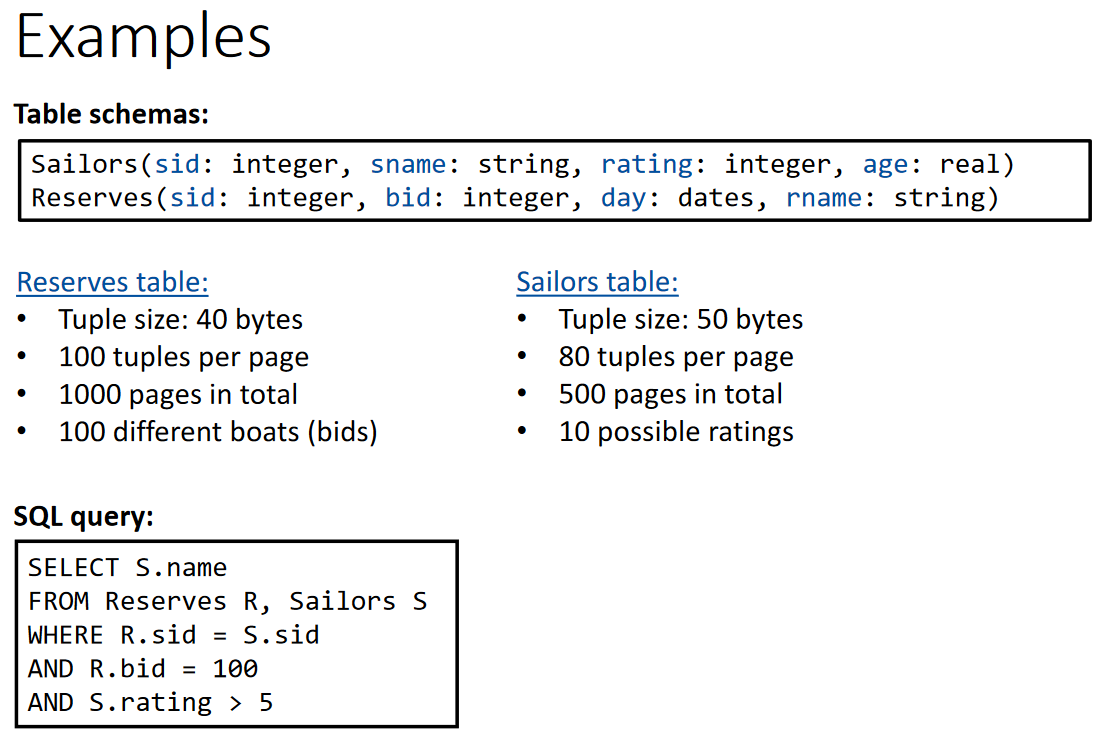 Examples
Table schemas:
Sailors(sid: integer, sname: string, rating: integer, age: real)
Reserves(sid: integer, bid: integer, day: dates, rname: string)
Reserves table:
• Tuple size: 40 bytes
• 100 tuples per page
• 1000 pages in total
• 100 different boats (bids)
Sailors table:
• Tuple size: 50 bytes
• 80 tuples per page
• 500 pages in total
• 10 possible ratings
SQL query:
SELECT S.name
FROM Reserves R, Sailors S
WHERE R.sid = S.sid
AND R.bid = 100
AND S.rating > 5